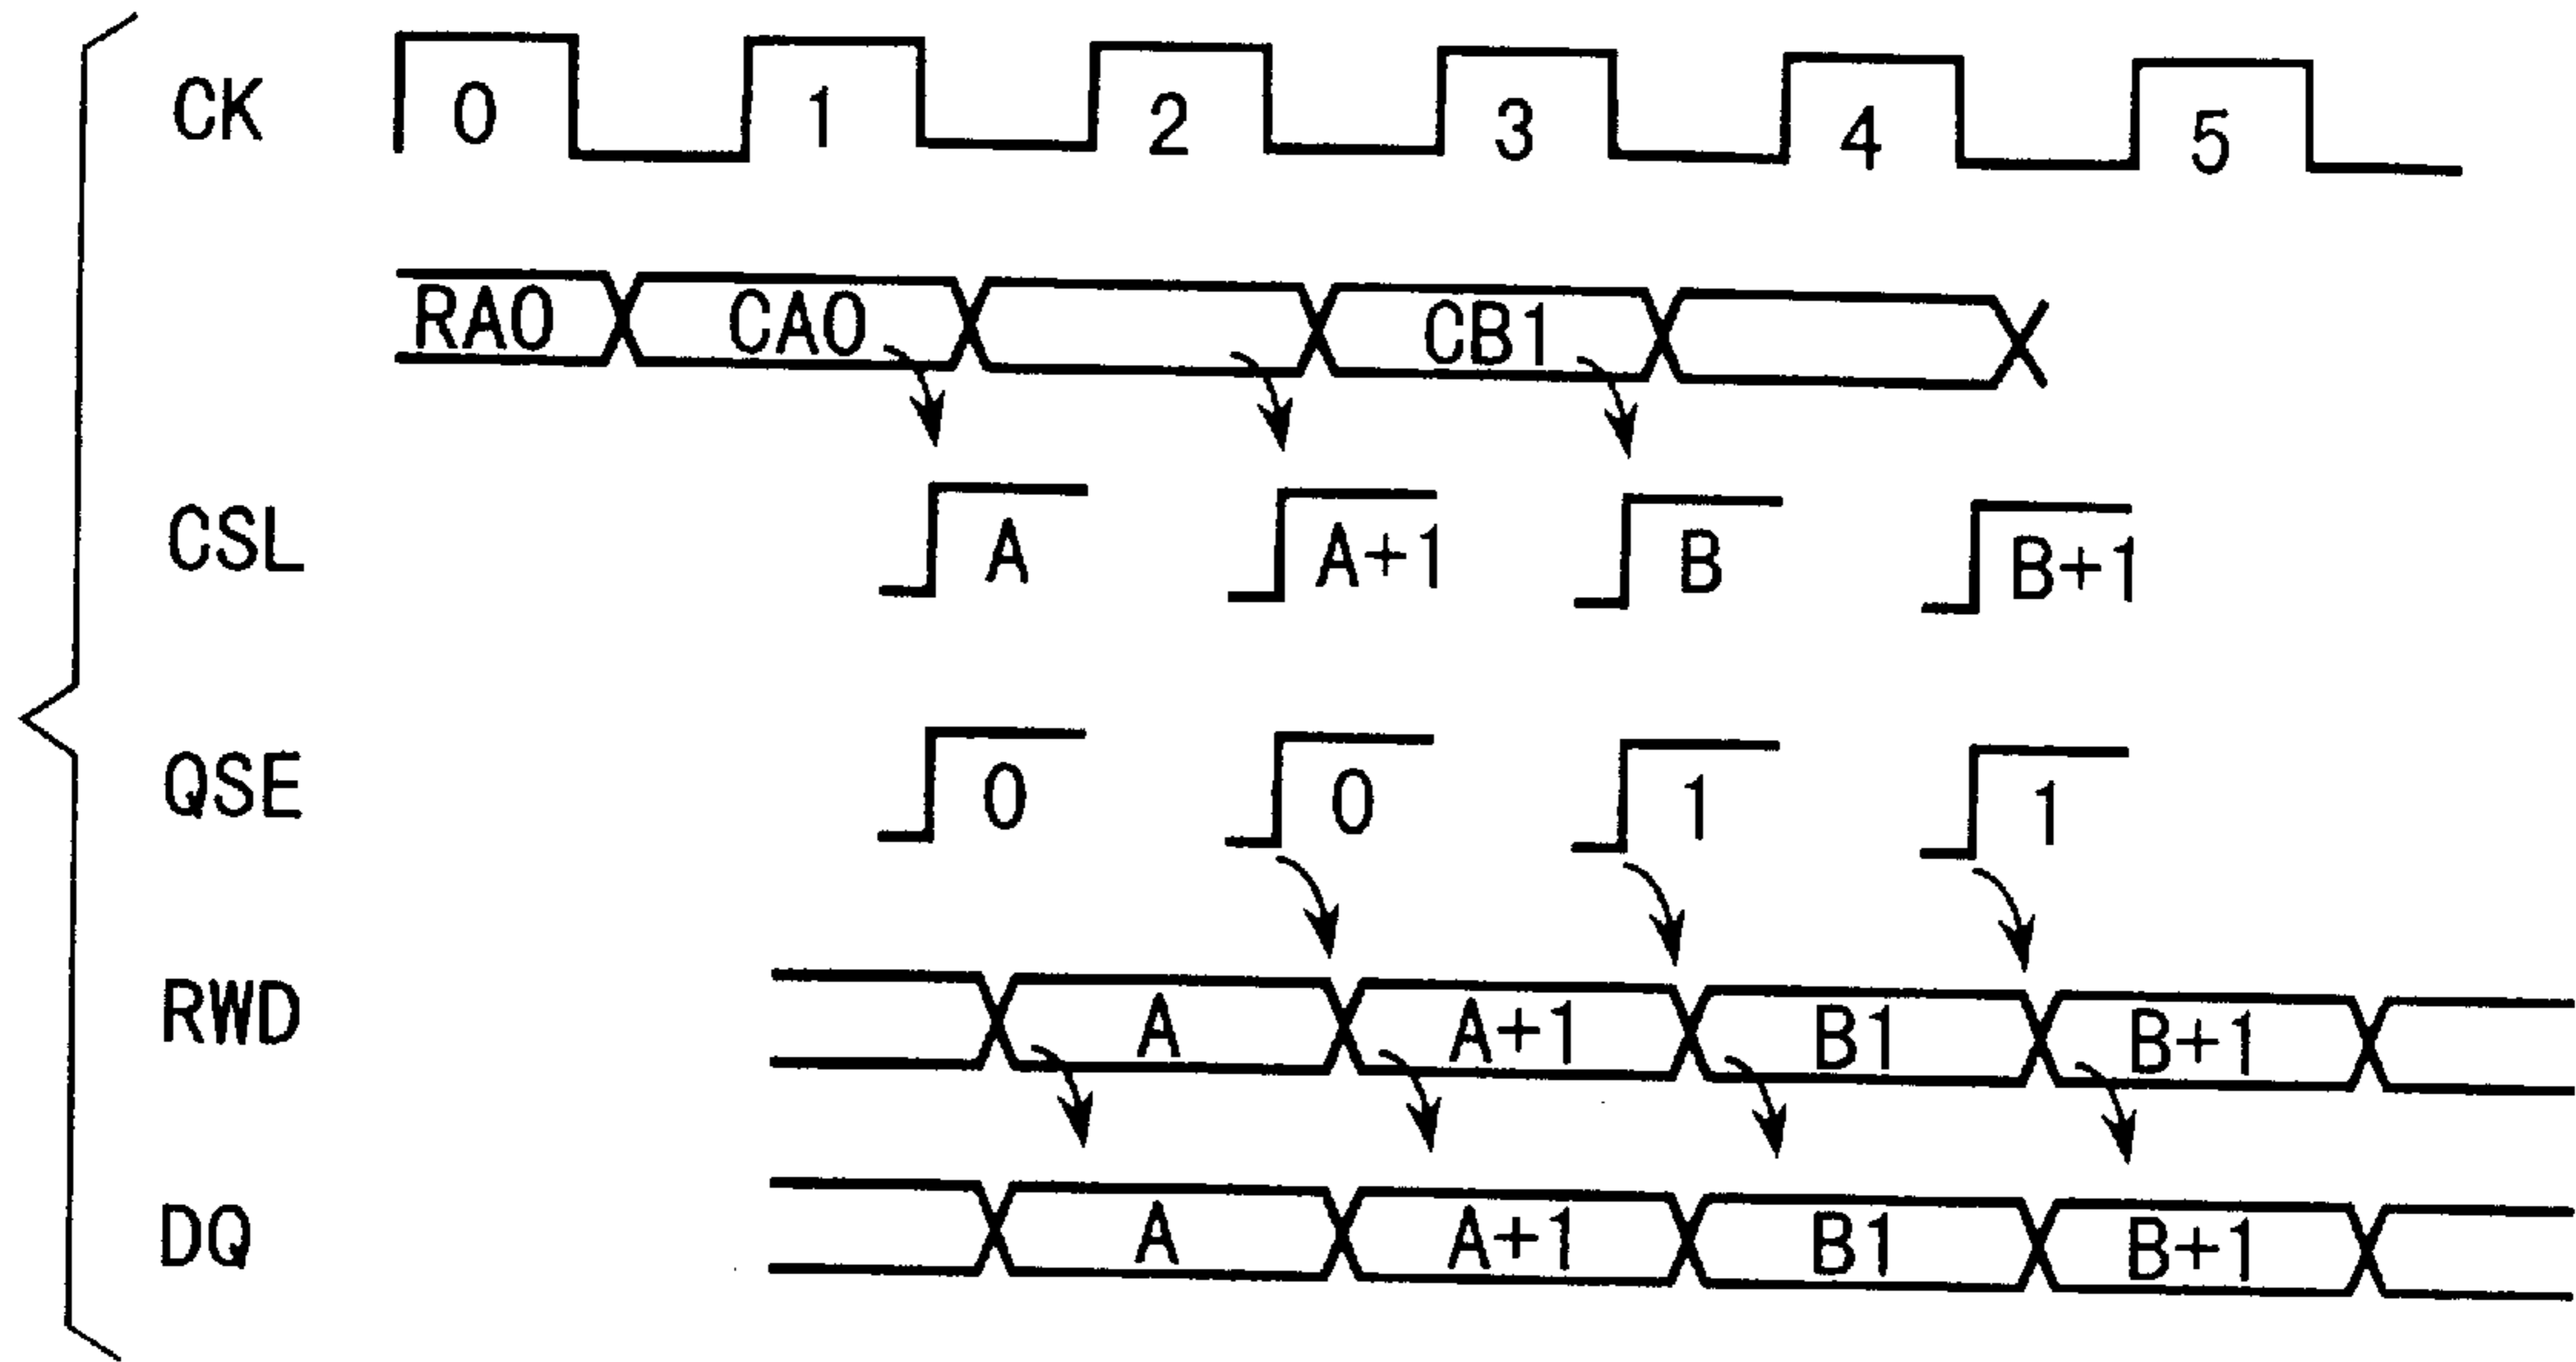 CK 0 1 2 3 4 5
RA0 CA0 CB1
CSL A A+1 B B+1
QSE 0 0 1 1
RWD A A+1 B1 B+1
DQ A A+1 B1 B+1